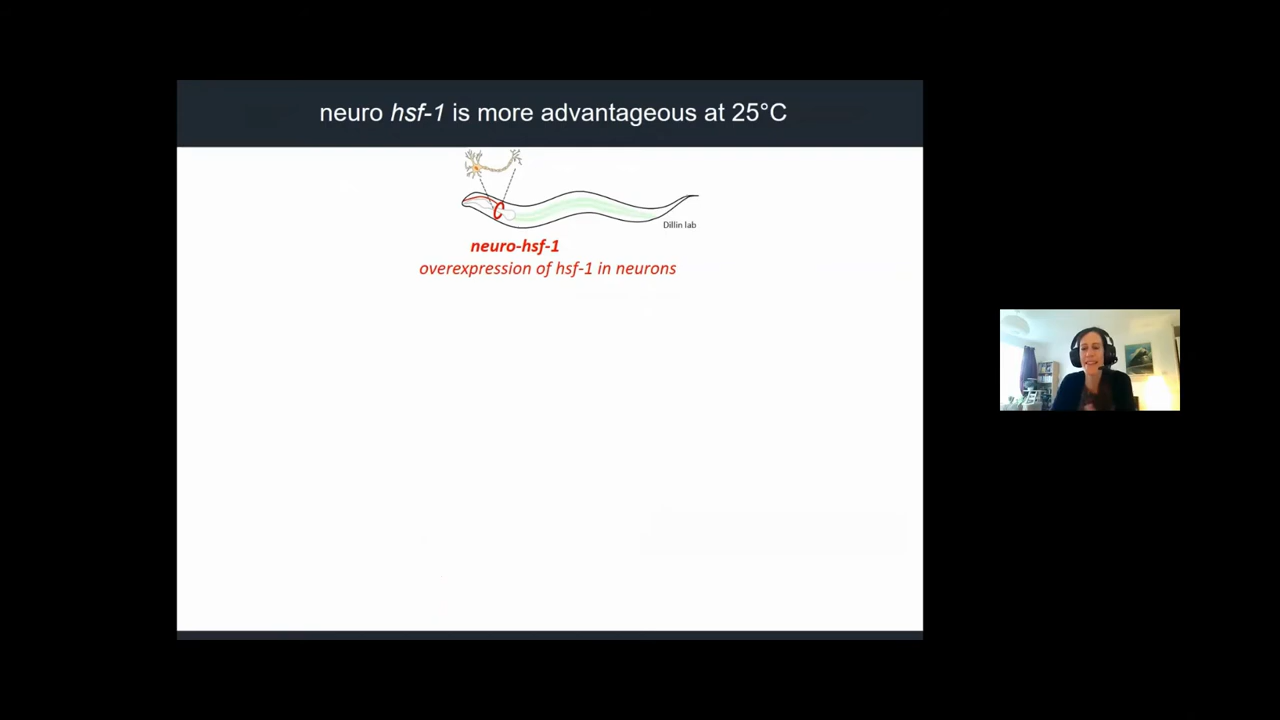 neuro hsf-1 is more advantageous at 25°C
Dillin lab
neuro-hsf-1
overexpression of hsf-1 in neurons